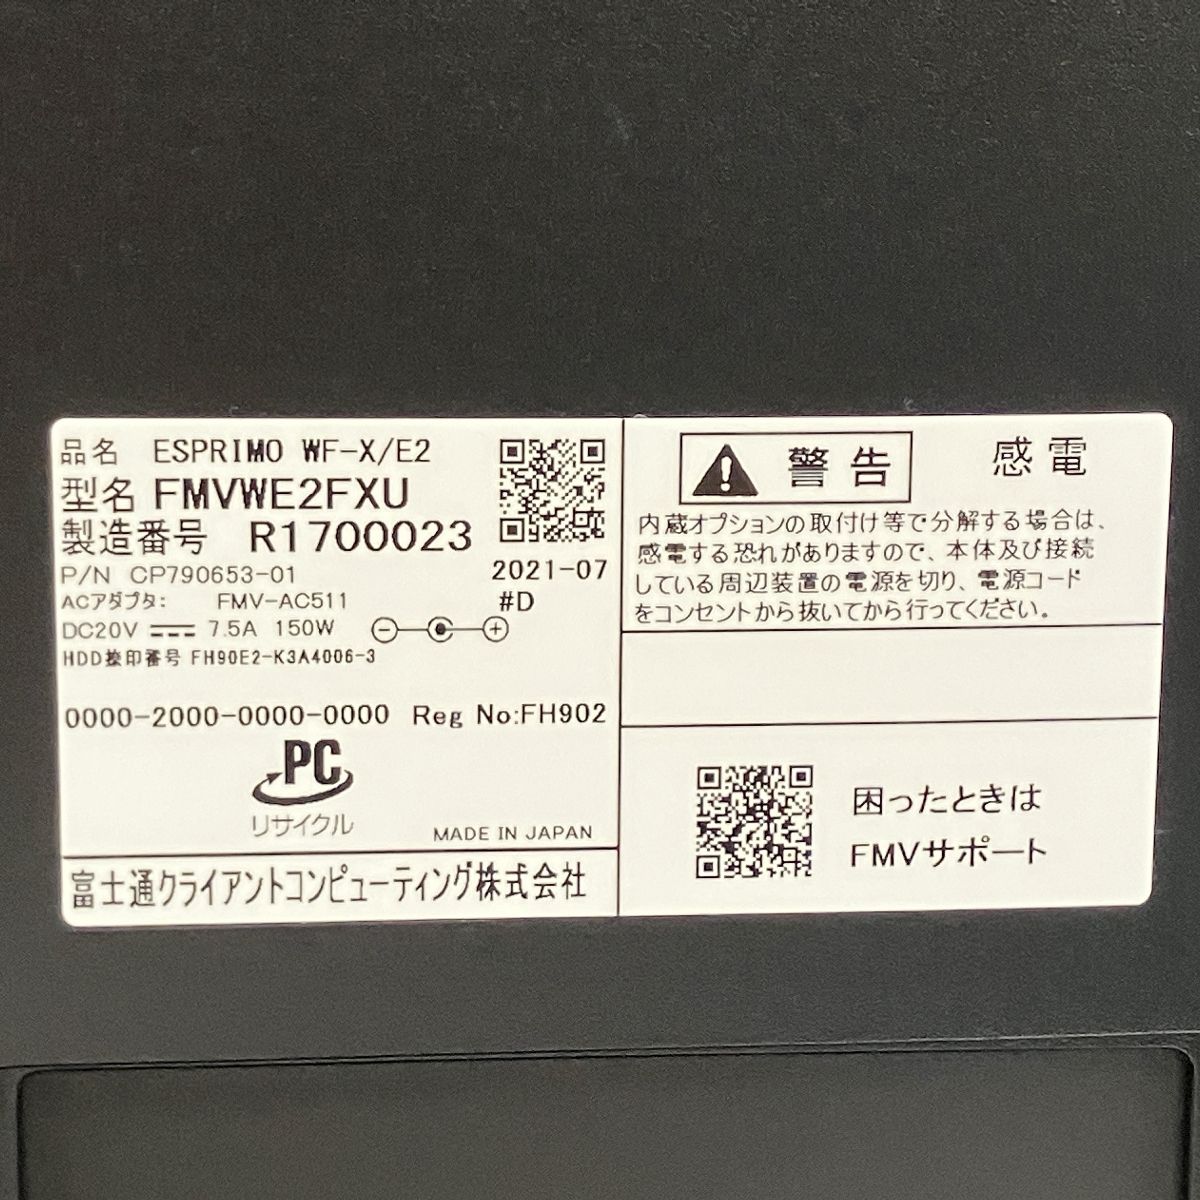 品名 ESPRIMO WF-X/E2
型名 FMVWE2FXU
製造番号 R1700023
P/N CP790653-01
2021-07
ACアダプタ: FMV-AC511
#D
DC20V 7.5A 150W
HDD捺印番号 FH90E2-K3A4006-3
0000-2000-0000-0000 Reg No:FH902
PC
リサイクル
MADE IN JAPAN
富士通クライアントコンピューティング株式会社
警告 感電
内蔵オプションの取付け等で分解する場合は、
感電する恐れがありますので、本体及び接続
している周辺装置の電源を切り、電源コード
をコンセントから抜いてから行ってください。
困ったときは
FMVサポート